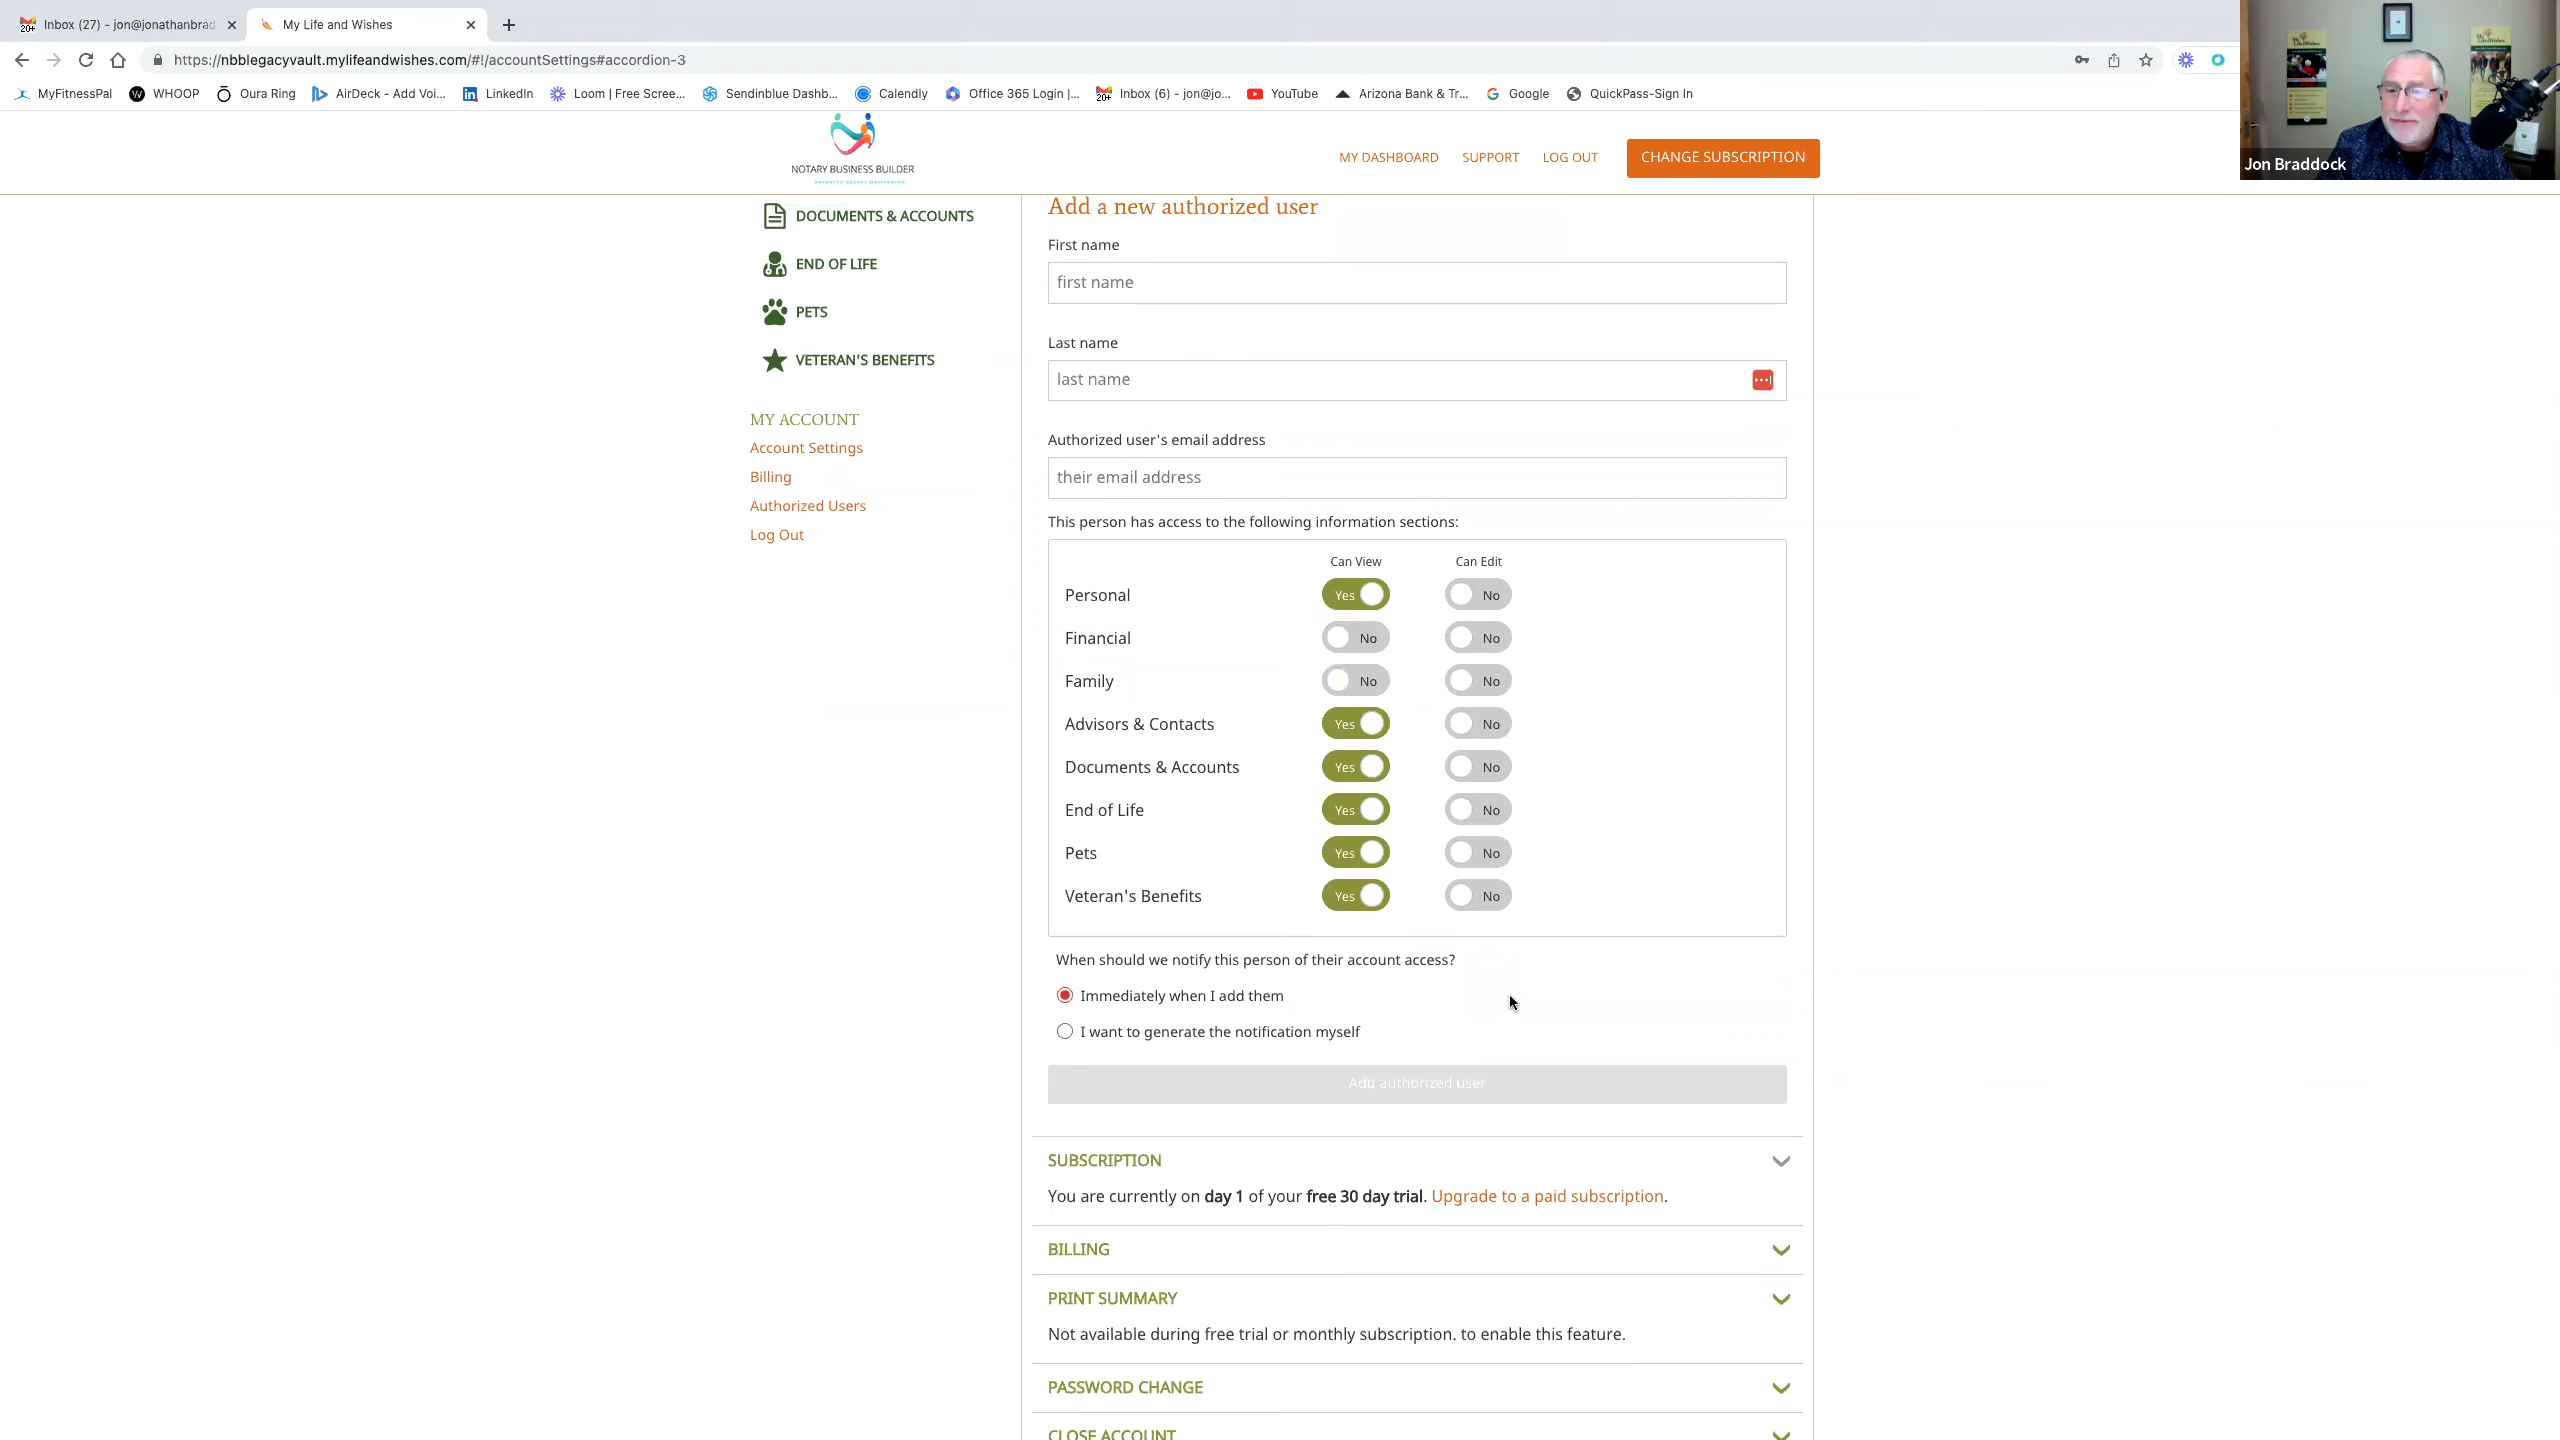 Inbox (27) - jon@jonathanbrad
My Life and Wishes
https://nbblegacyvault.mylifeandwishes.com/#!/accountSettings#accordion-3
MyFitnessPal WHOOP Oura Ring AirDeck - Add Voi... LinkedIn Loom | Free Scree... Sendinblue Dashb... Calendly Office 365 Login |... Inbox (6) - jon@jo... YouTube Arizona Bank & Tr... Google QuickPass-Sign In
Jon Braddock
NOTARY BUSINESS BUILDER
MY DASHBOARD SUPPORT LOG OUT CHANGE SUBSCRIPTION
DOCUMENTS & ACCOUNTS
END OF LIFE
PETS
VETERAN'S BENEFITS
MY ACCOUNT
Account Settings
Billing
Authorized Users
Log Out
Add a new authorized user
First name
first name
Last name
last name
Authorized user's email address
their email address
This person has access to the following information sections:
Can View Can Edit
Personal Yes No
Financial No No
Family No No
Advisors & Contacts Yes No
Documents & Accounts Yes No
End of Life Yes No
Pets Yes No
Veteran's Benefits Yes No
When should we notify this person of their account access?
Immediately when I add them
I want to generate the notification myself
Add authorized user
SUBSCRIPTION
You are currently on day 1 of your free 30 day trial. Upgrade to a paid subscription.
BILLING
PRINT SUMMARY
Not available during free trial or monthly subscription. to enable this feature.
PASSWORD CHANGE
CLOSE ACCOUNT